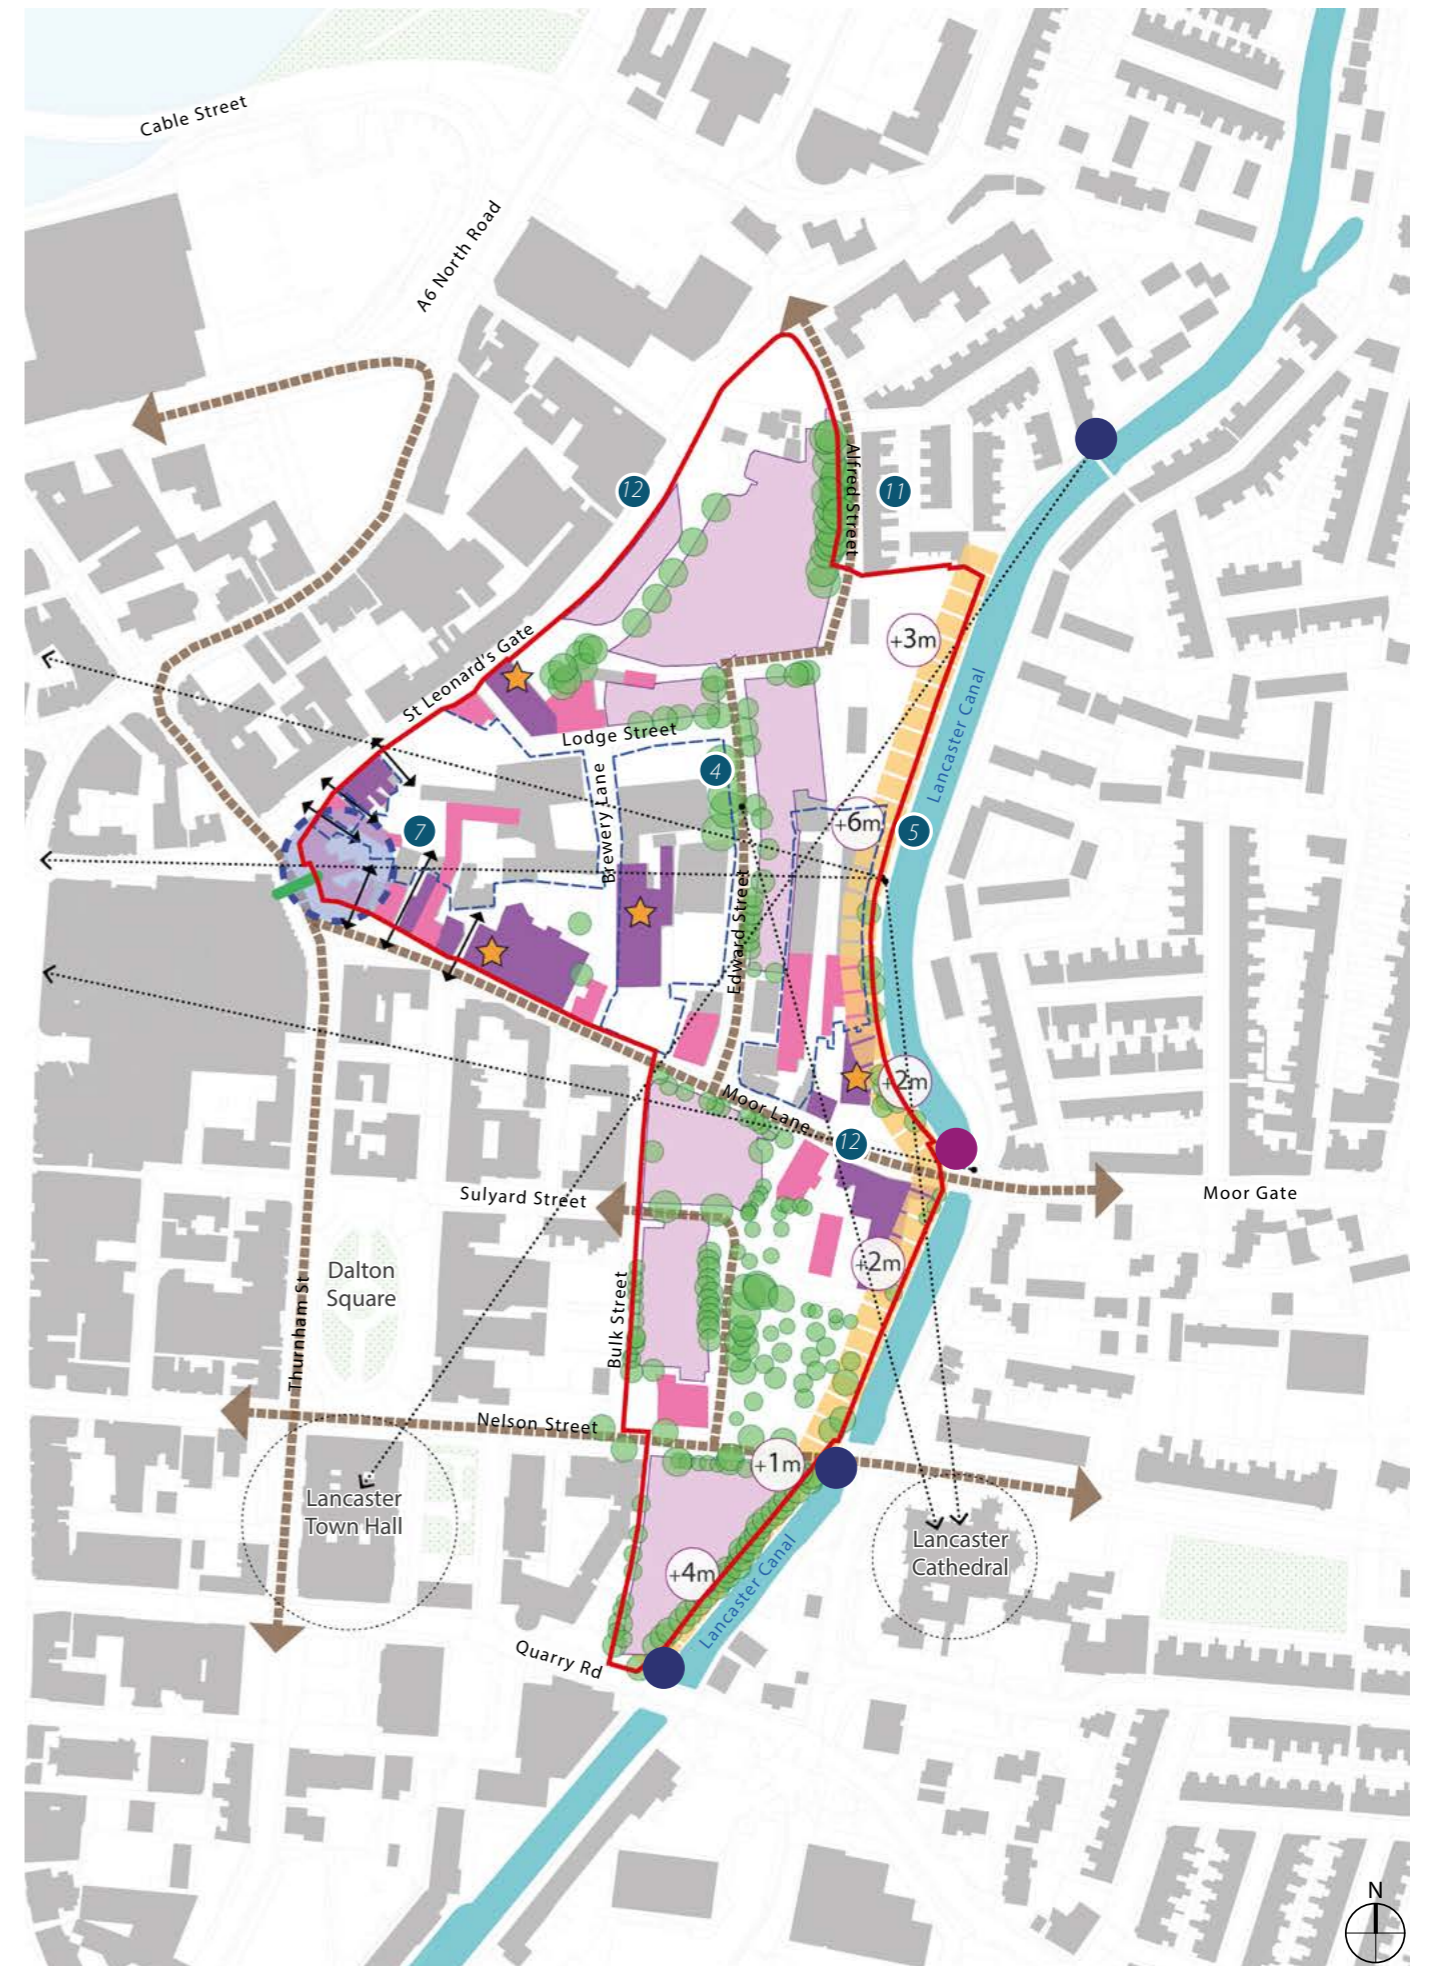 Cable Street
A6 North Road
Alfred Street
12
11
+3m
St Leonard's Gate
Lodge Street
Lancaster Canal
Brewery Lane
4
7
+6m
5
Edward Street
+2m
Moor Lane
12
Sulyard Street
Moor Gate
Dalton
Square
+2m
Thurnham St
Bulk Street
Nelson Street
+1m
Lancaster
Town Hall
Lancaster
Cathedral
+4m
Lancaster Canal
Quarry Rd
N